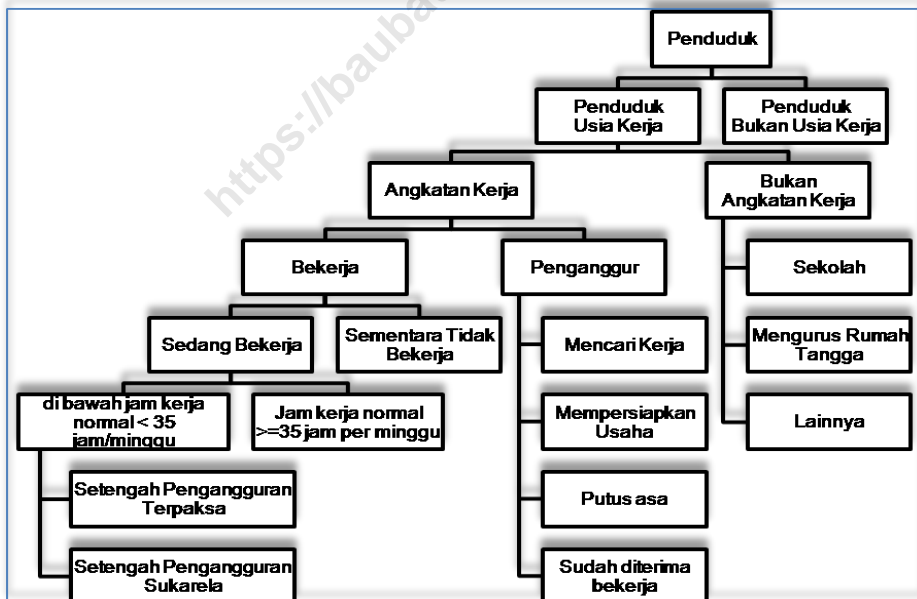 https://baubau
Penduduk
Penduduk
Usia Kerja
Penduduk
Bukan Usia Kerja
Angkatan Kerja
Bukan
Angkatan Kerja
Bekerja
Penganggur
Sekolah
Sedang Bekerja
Sementara Tidak
Bekerja
Mencari Kerja
Mengurus Rumah
Tangga
di bawah jam kerja
normal < 35
jam/minggu
Jam kerja normal
>=35 jam per minggu
Mempersiapkan
Usaha
Lainnya
Setengah Pengangguran
Terpaksa
Putus asa
Setengah Pengangguran
Sukarela
Sudah diterima
bekerja